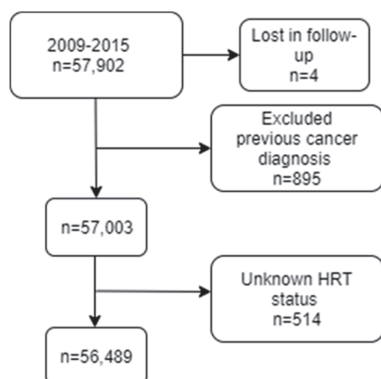 2009-2015
n=57,902
Lost in follow-
up
n=4
Excluded
previous cancer
diagnosis
n=895
n=57,003
Unknown HRT
status
n=514
n=56,489